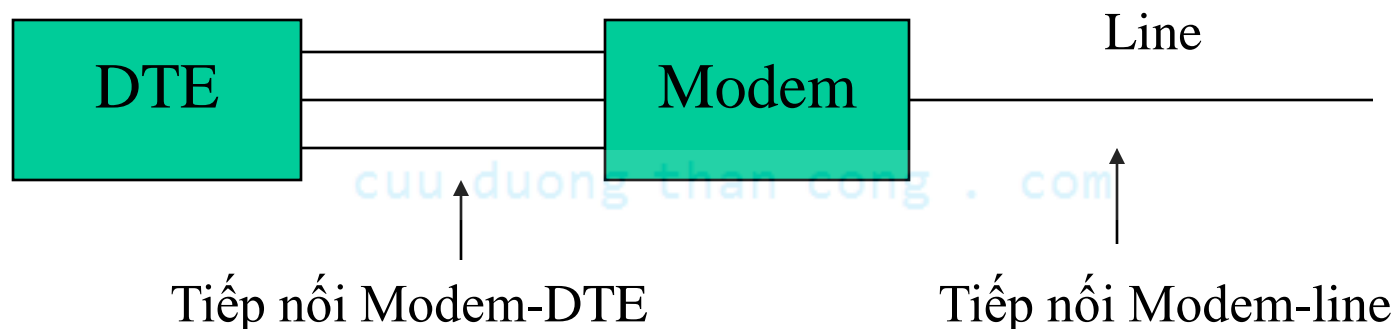 Line
DTE
Modem
cuu duong than cong . com
Tiếp nối Modem-DTE
Tiếp nối Modem-line